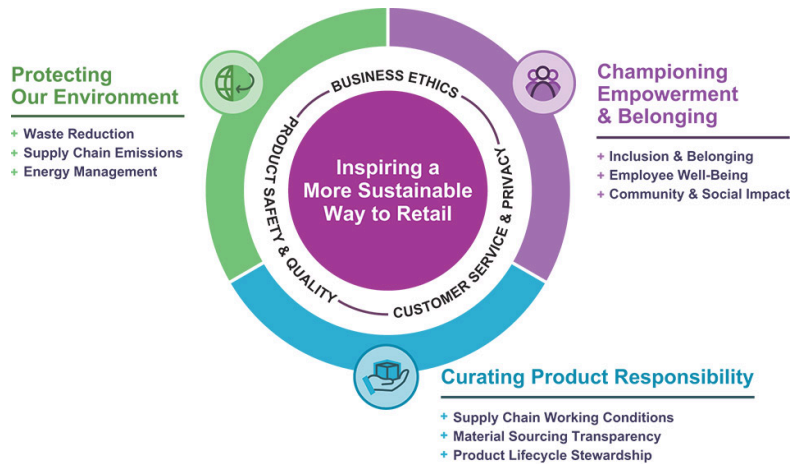 Protecting
Our Environment
+ Waste Reduction
+ Supply Chain Emissions
+ Energy Management
BUSINESS ETHICS
PRODUCT SAFETY & QUALITY
CUSTOMER SERVICE & PRIVACY
Inspiring a
More Sustainable
Way to Retail
Championing
Empowerment
& Belonging
+ Inclusion & Belonging
+ Employee Well-Being
+ Community & Social Impact
Curating Product Responsibility
+ Supply Chain Working Conditions
+ Material Sourcing Transparency
+ Product Lifecycle Stewardship